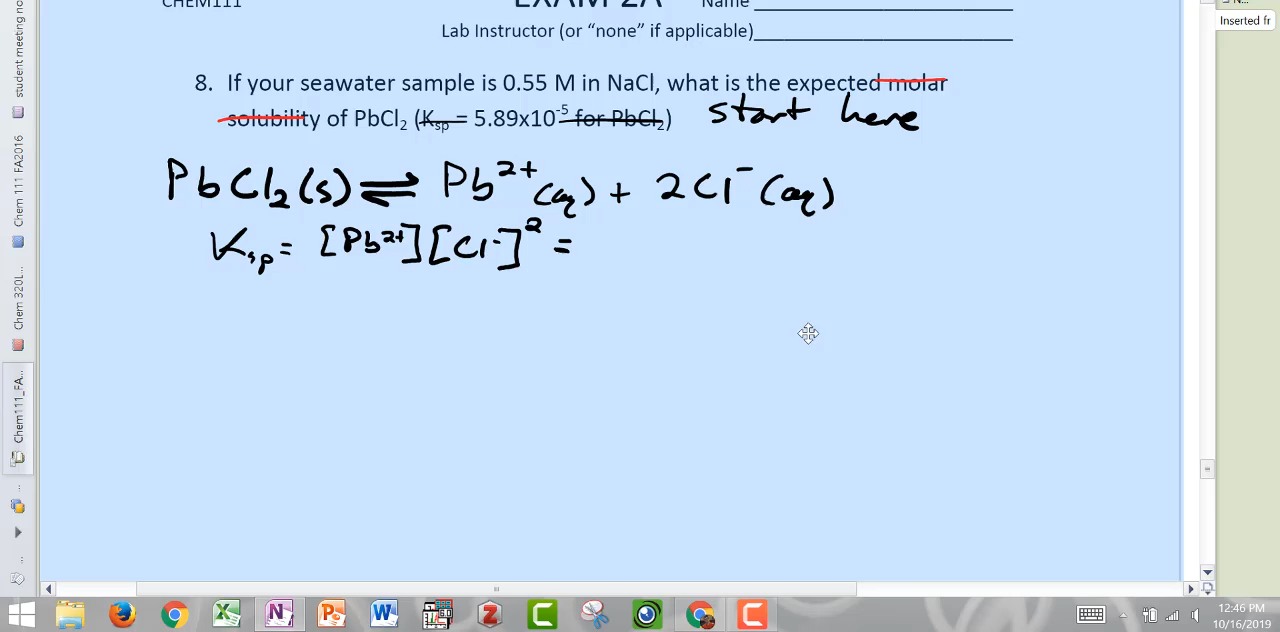 CHEM111 EXAM 2A Name
Lab Instructor (or “none” if applicable)
8. If your seawater sample is 0.55 M in NaCl, what is the expected molar
solubility of PbCl₂ (Ksp = 5.89x10⁻⁵ for PbCl₂) start here
PbCl₂(s) ⇌ Pb²⁺(aq) + 2Cl⁻(aq)
Ksp = [Pb²⁺][Cl⁻]² =
Inserted fr
student meeting no
Chem 111 FA2016
Chem 320L...
Chem111_FA...
12:46 PM
10/16/2019